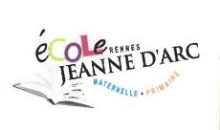 éCOLe RENNES
JEANNE D'ARC
MATERNELLE • PRIMAIRE